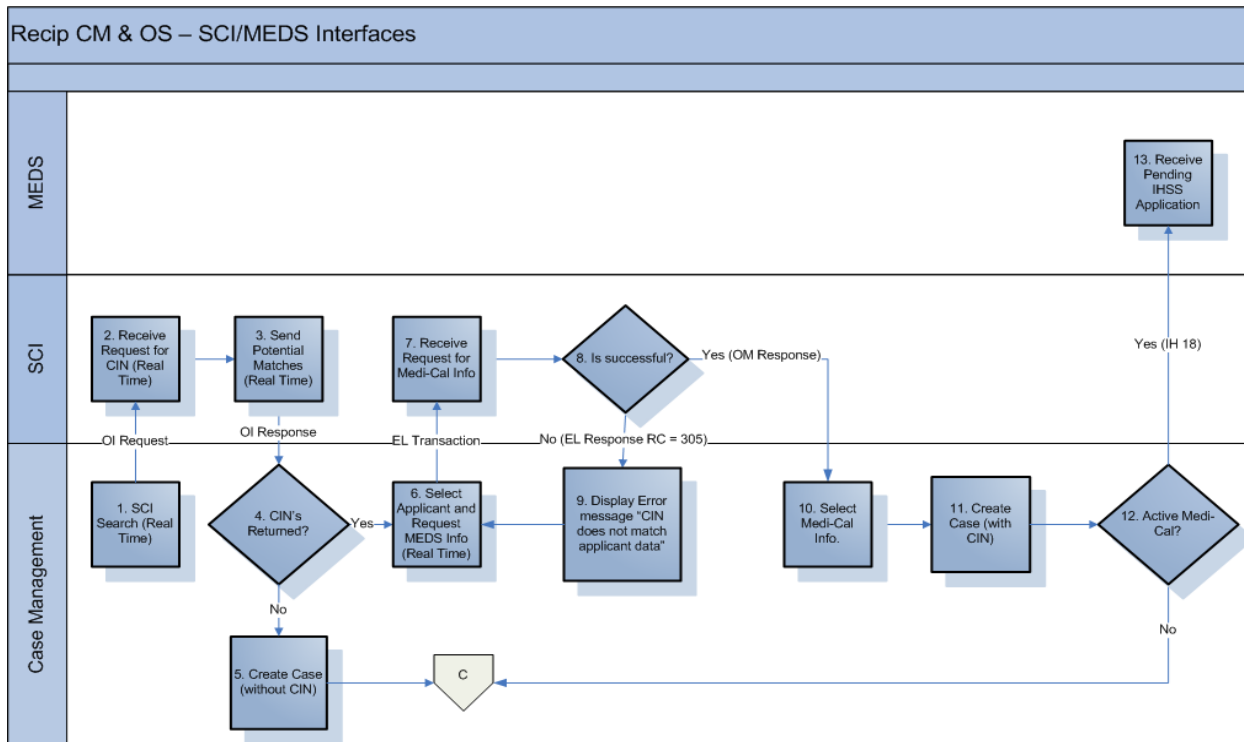 Recip CM & OS – SCI/MEDS Interfaces
MEDS
13. Receive
Pending
IHSS
Application
Yes (IH 18)
SCI
2. Receive
Request for
CIN (Real
Time)
3. Send
Potential
Matches
(Real Time)
7. Receive
Request for
Medi-Cal Info
8. Is successful?
Yes (OM Response)
OI Request
OI Response
EL Transaction
No (EL Response RC = 305)
Case Management
1. SCI
Search (Real
Time)
4. CIN's
Returned?
Yes
6. Select
Applicant and
Request
MEDS Info
(Real Time)
9. Display Error
message "CIN
does not match
applicant data"
10. Select
Medi-Cal
Info.
11. Create
Case (with
CIN)
12. Active Medi-
Cal?
No
No
5. Create Case
(without CIN)
C